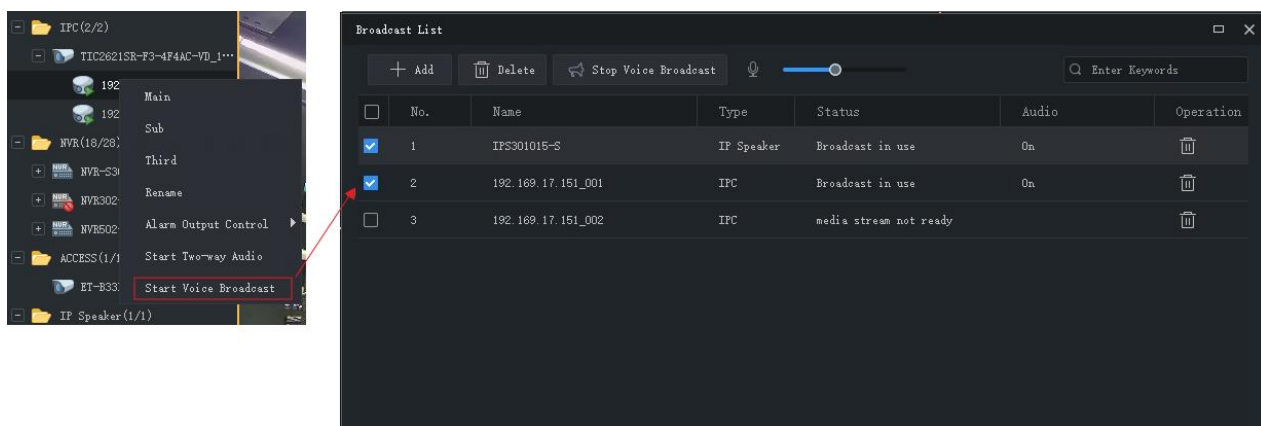 IPC(2/2)
TIC2621SR-F3-4F4AC-VD_1···
192
192
NVR(18/28)
NVR-S3
NVR302-
NVR502-
ACCESS(1/1
ET-B33
IP Speaker(1/1)
Main
Sub
Third
Rename
Alarm Output Control
Start Two-way Audio
Start Voice Broadcast
Broadcast List
Add Delete Stop Voice Broadcast Enter Keywords
No. Name Type Status Audio Operation
1 IPS301015-S IP Speaker Broadcast in use On
2 192.169.17.151_001 IPC Broadcast in use On
3 192.169.17.151_002 IPC media stream not ready